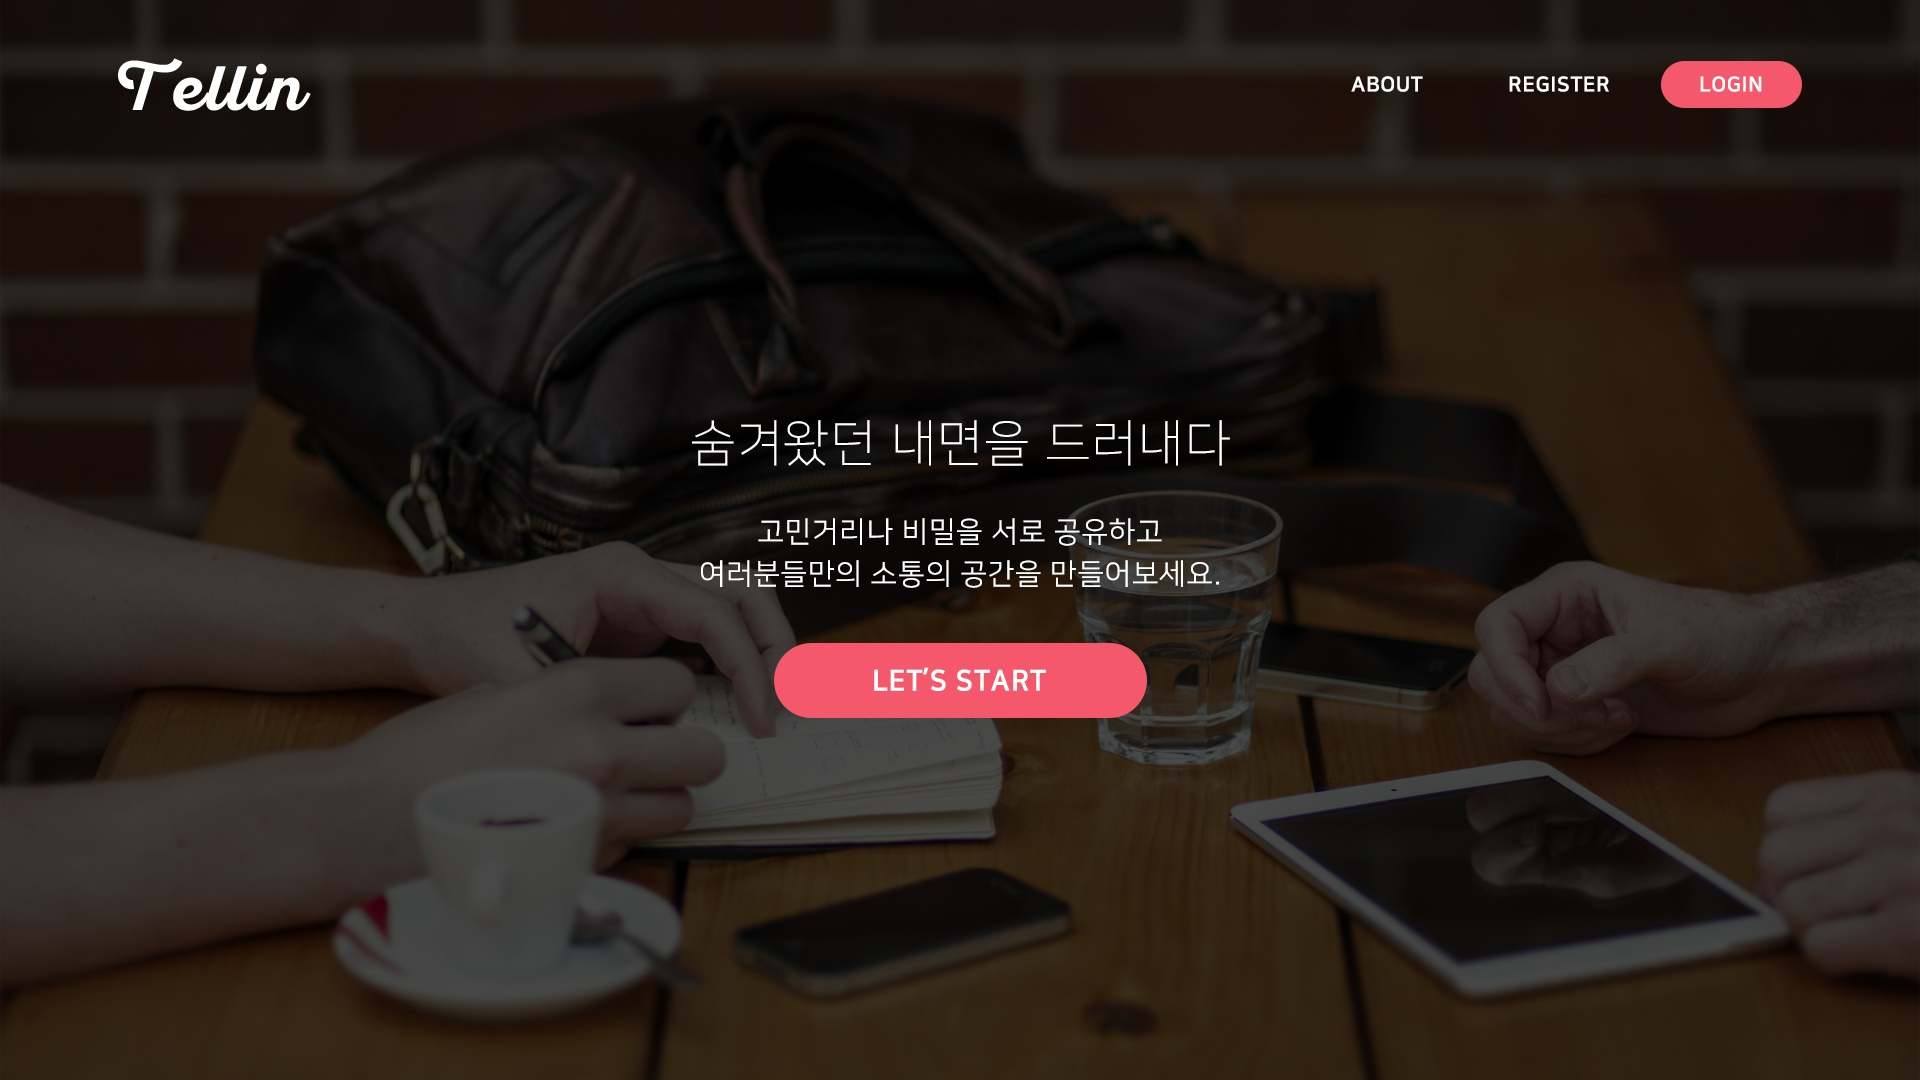 Tellin
ABOUT
REGISTER
LOGIN
숨겨왔던 내면을 드러내다
고민거리나 비밀을 서로 공유하고
여러분들만의 소통의 공간을 만들어보세요.
LET'S START